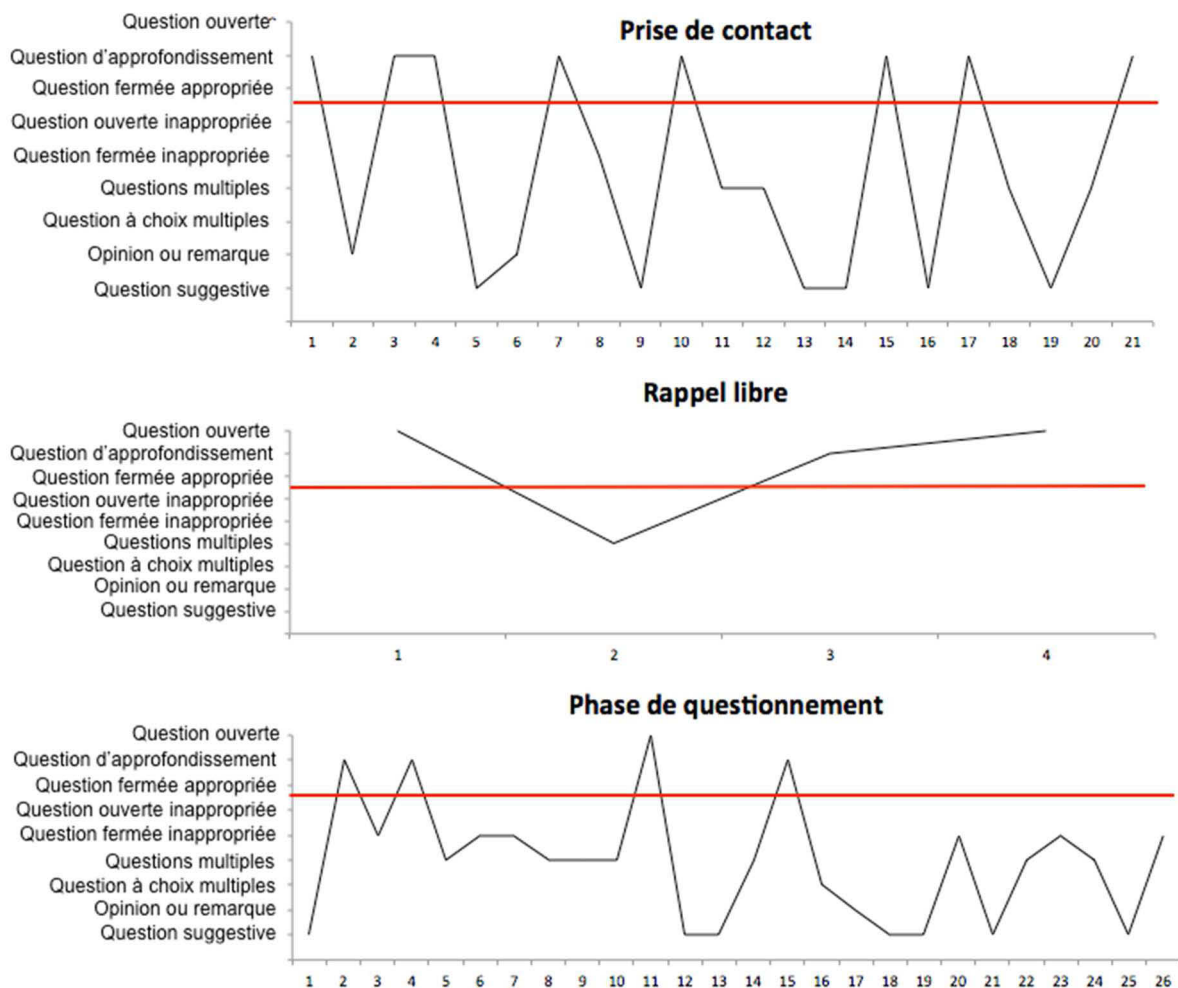 Prise de contact
Question ouverte
Question d'approfondissement
Question fermée appropriée
Question ouverte inappropriée
Question fermée inappropriée
Questions multiples
Question à choix multiples
Opinion ou remarque
Question suggestive
1 2 3 4 5 6 7 8 9 10 11 12 13 14 15 16 17 18 19 20 21
Rappel libre
Question ouverte
Question d'approfondissement
Question fermée appropriée
Question ouverte inappropriée
Question fermée inappropriée
Questions multiples
Question à choix multiples
Opinion ou remarque
Question suggestive
1 2 3 4
Phase de questionnement
Question ouverte
Question d'approfondissement
Question fermée appropriée
Question ouverte inappropriée
Question fermée inappropriée
Questions multiples
Question à choix multiples
Opinion ou remarque
Question suggestive
1 2 3 4 5 6 7 8 9 10 11 12 13 14 15 16 17 18 19 20 21 22 23 24 25 26